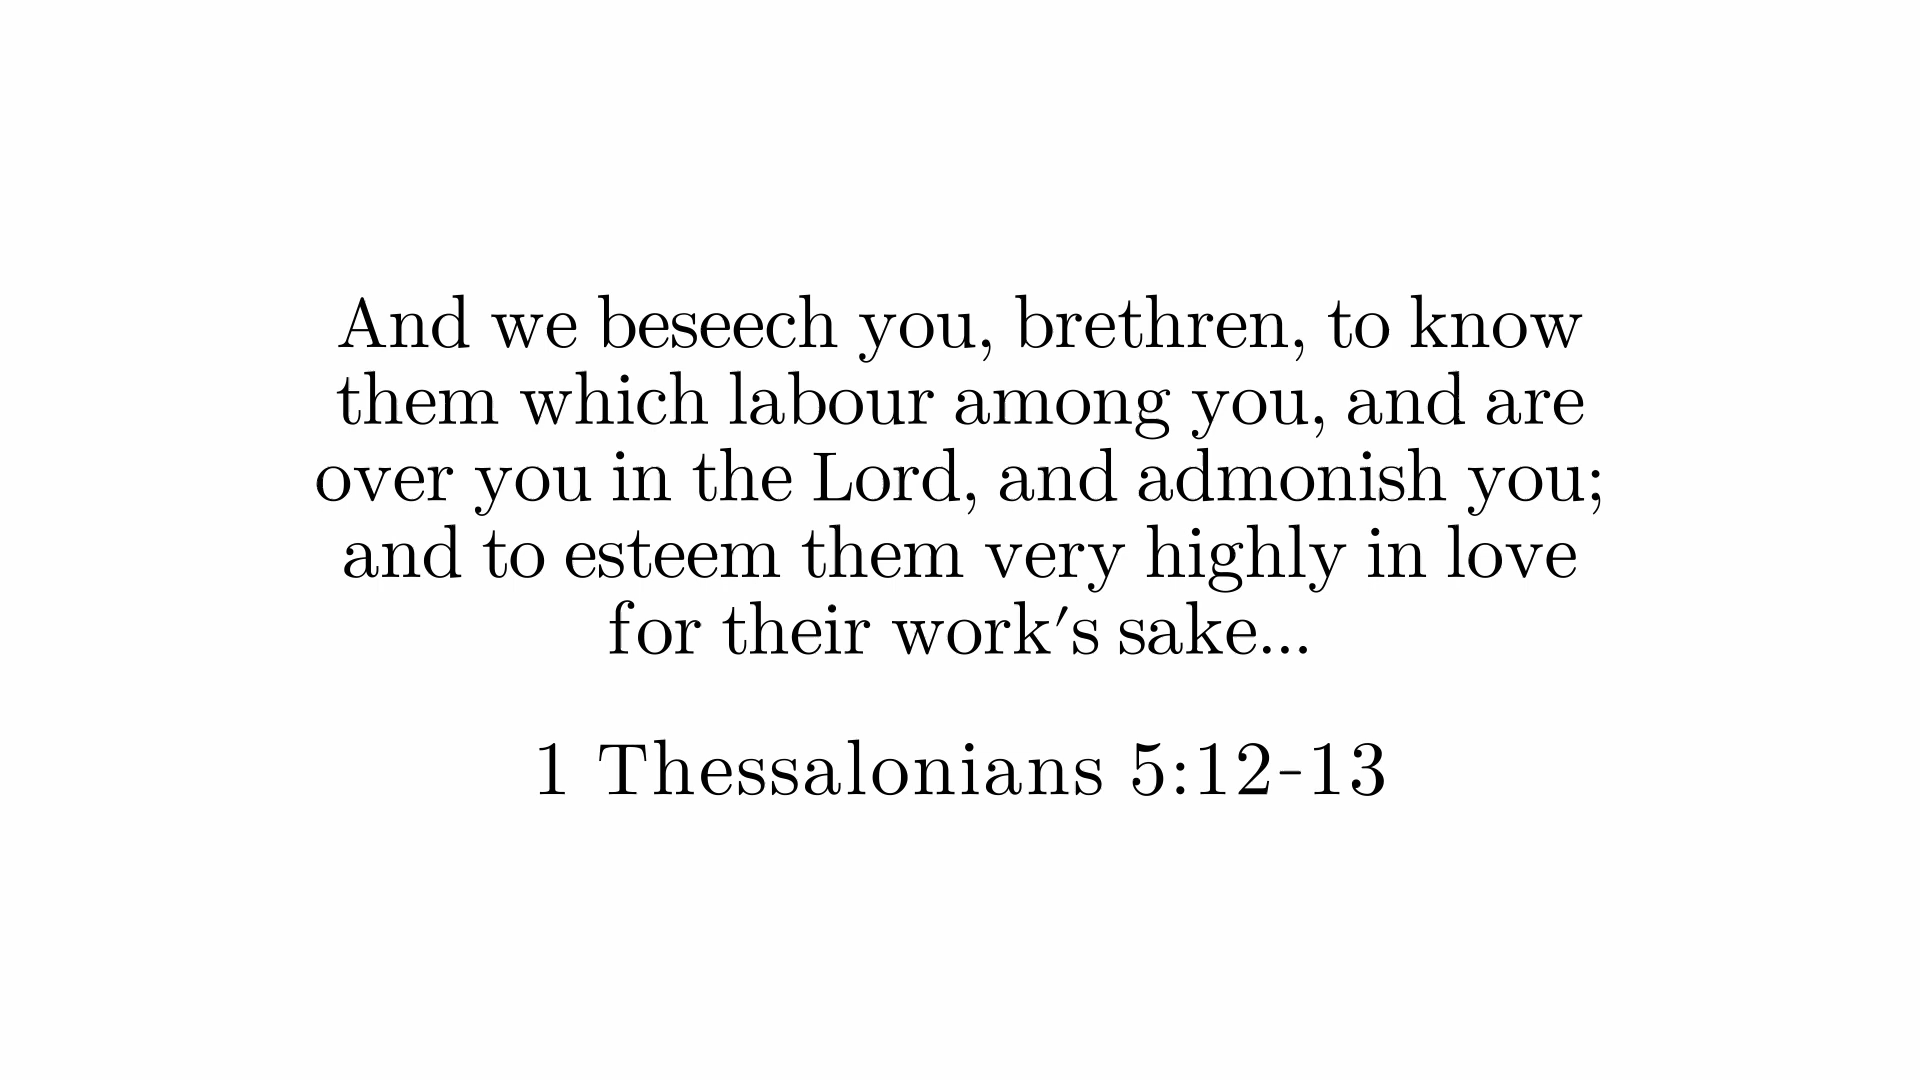 And we beseech you, brethren, to know
them which labour among you, and are
over you in the Lord, and admonish you;
and to esteem them very highly in love
for their work's sake...
1 Thessalonians 5:12-13